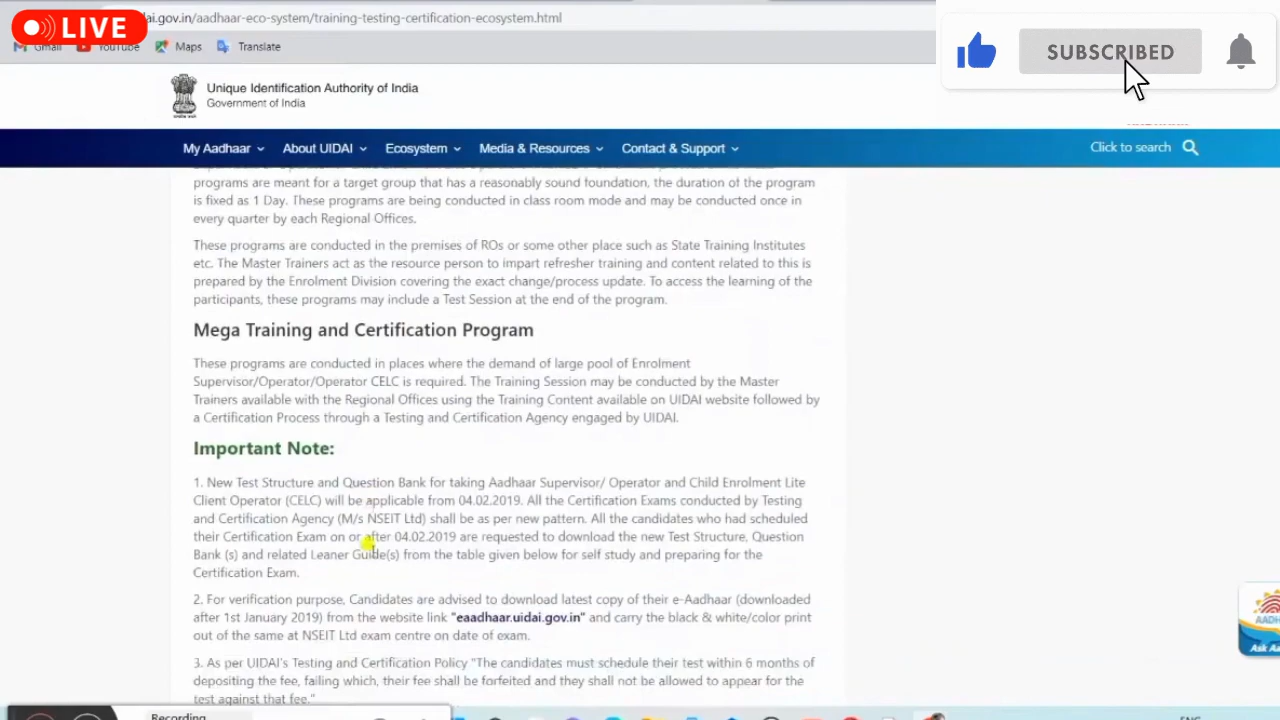 LIVE
dai.gov.in/aadhaar-eco-system/training-testing-certification-ecosystem.html
Gmail YouTube Maps Translate
SUBSCRIBED
Unique Identification Authority of India
Government of India
My Aadhaar About UIDAI Ecosystem Media & Resources Contact & Support Click to search
programs are meant for a target group that has a reasonably sound foundation, the duration of the program
is fixed as 1 Day. These programs are being conducted in class room mode and may be conducted once in
every quarter by each Regional Offices.
These programs are conducted in the premises of ROs or some other place such as State Training Institutes
etc. The Master Trainers act as the resource person to impart refresher training and content related to this is
prepared by the Enrolment Division covering the exact change/process update. To access the learning of the
participants, these programs may include a Test Session at the end of the program.
Mega Training and Certification Program
These programs are conducted in places where the demand of large pool of Enrolment
Supervisor/Operator/Operator CELC is required. The Training Session may be conducted by the Master
Trainers available with the Regional Offices using the Training Content available on UIDAI website followed by
a Certification Process through a Testing and Certification Agency engaged by UIDAI.
Important Note:
1. New Test Structure and Question Bank for taking Aadhaar Supervisor/ Operator and Child Enrolment Lite
Client Operator (CELC) will be applicable from 04.02.2019. All the Certification Exams conducted by Testing
and Certification Agency (M/s NSEIT Ltd) shall be as per new pattern. All the candidates who had scheduled
their Certification Exam on or after 04.02.2019 are requested to download the new Test Structure, Question
Bank (s) and related Leaner Guide(s) from the table given below for self study and preparing for the
Certification Exam.
2. For verification purpose, Candidates are advised to download latest copy of their e-Aadhaar (downloaded
after 1st January 2019) from the website link "eaadhaar.uidai.gov.in" and carry the black & white/color print
out of the same at NSEIT Ltd exam centre on date of exam.
3. As per UIDAI's Testing and Certification Policy "The candidates must schedule their test within 6 months of
depositing the fee, failing which, their fee shall be forfeited and they shall not be allowed to appear for the
test against that fee."
AADH
Ask Aa
Recording
ENG